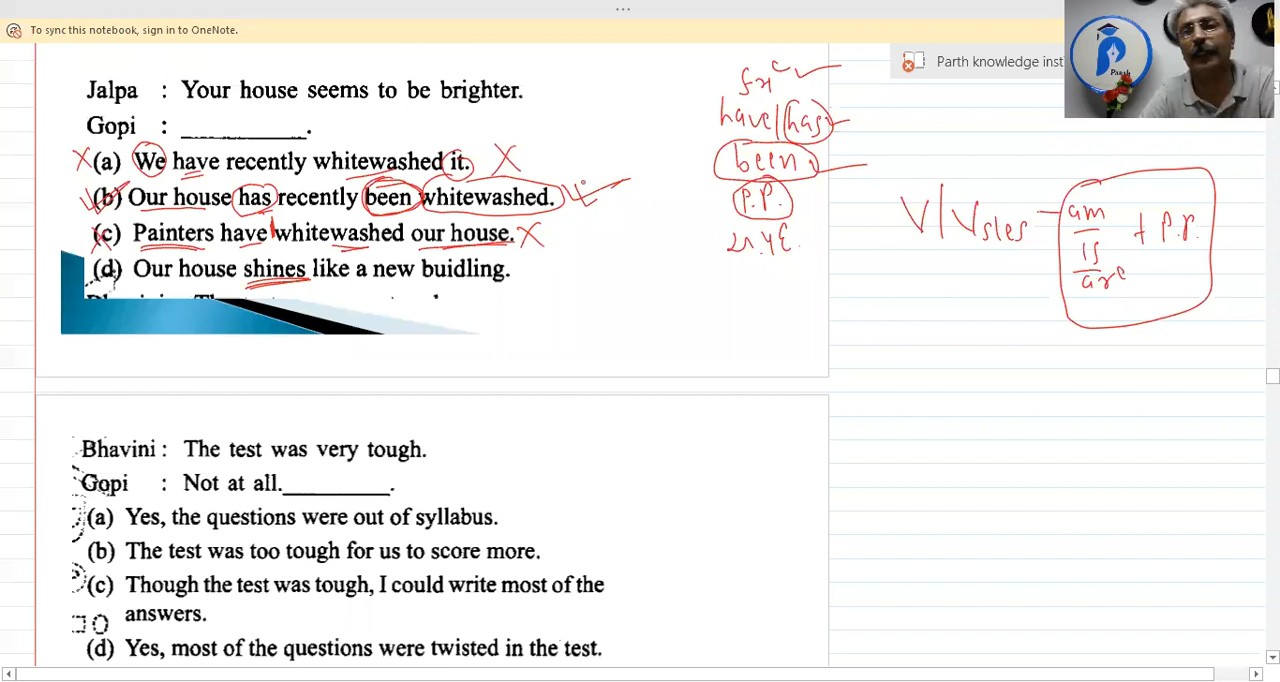 To sync this notebook, sign in to OneNote.
Parth knowledge inst
Parth
Jalpa : Your house seems to be brighter.
Gopi : __________.
(a) We have recently whitewashed it.
(b) Our house has recently been whitewashed.
(c) Painters have whitewashed our house.
(d) Our house shines like a new buidling.
have/has
been
P.P.
V/Vsles
am
is
are
+ P.P.
Bhavini : The test was very tough.
Gopi : Not at all.__________.
(a) Yes, the questions were out of syllabus.
(b) The test was too tough for us to score more.
(c) Though the test was tough, I could write most of the
answers.
(d) Yes, most of the questions were twisted in the test.